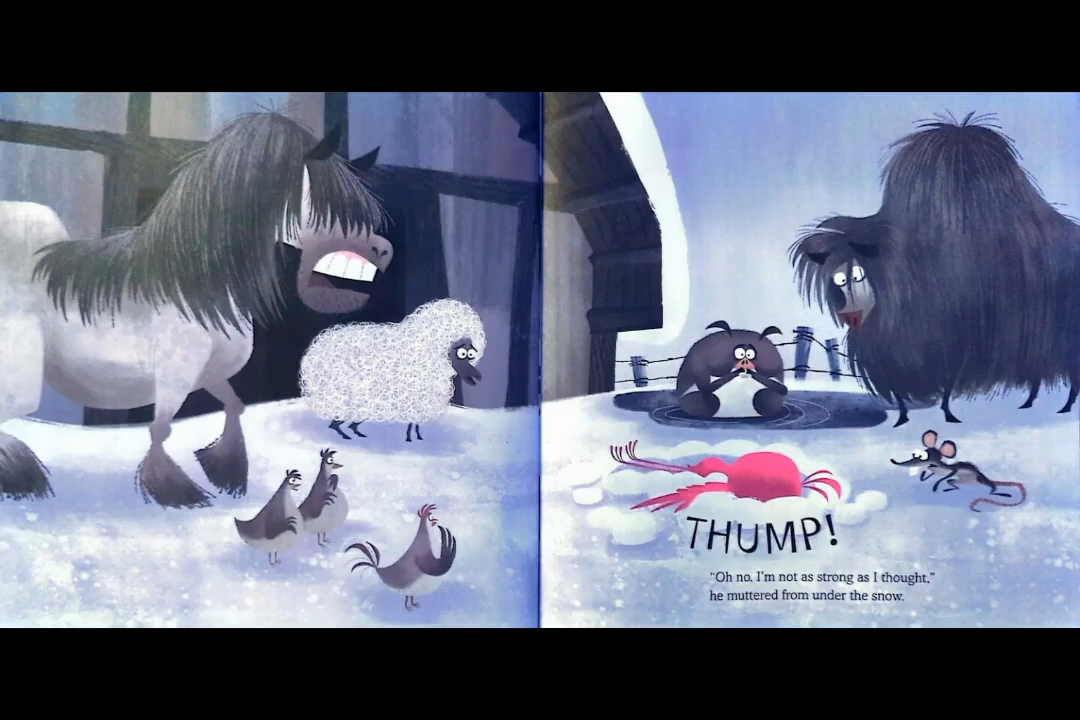 THUMP!
"Oh no, I'm not as strong as I thought,"
he muttered from under the snow.